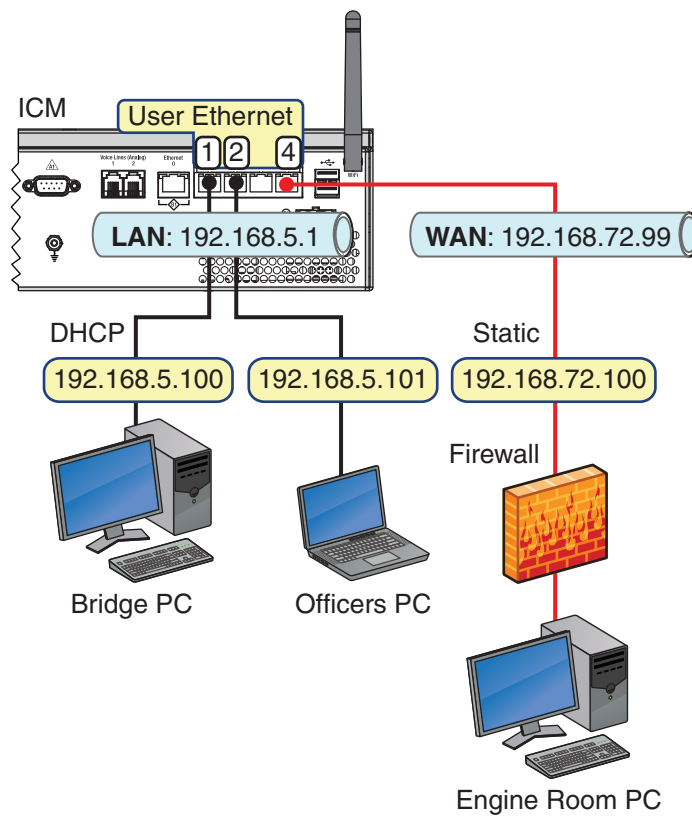 ICM
User Ethernet
1 2 4
Voice Lines (Analog)
1 2
Ethernet
0
WiFi
LAN: 192.168.5.1
WAN: 192.168.72.99
DHCP
Static
192.168.5.100
192.168.5.101
192.168.72.100
Firewall
Bridge PC
Officers PC
Engine Room PC